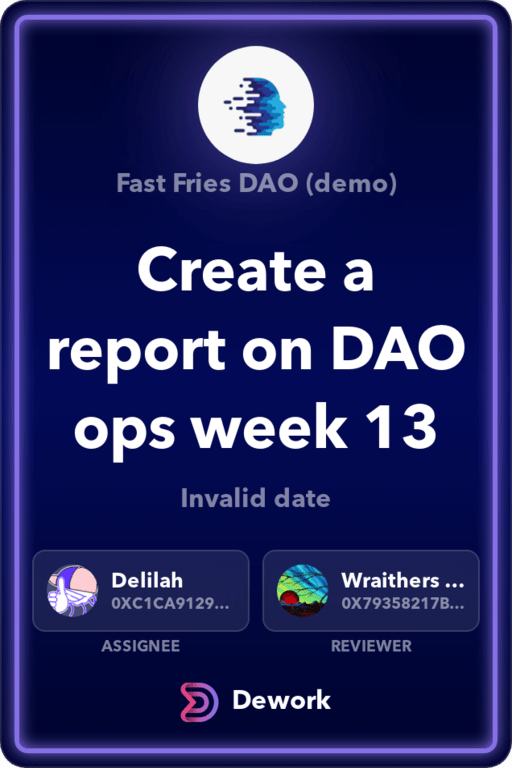 Fast Fries DAO (demo)
Create a
report on DAO
ops week 13
Invalid date
Delilah
0XC1CA9129...
ASSIGNEE
Wraithers ...
0X79358217B...
REVIEWER
Dework